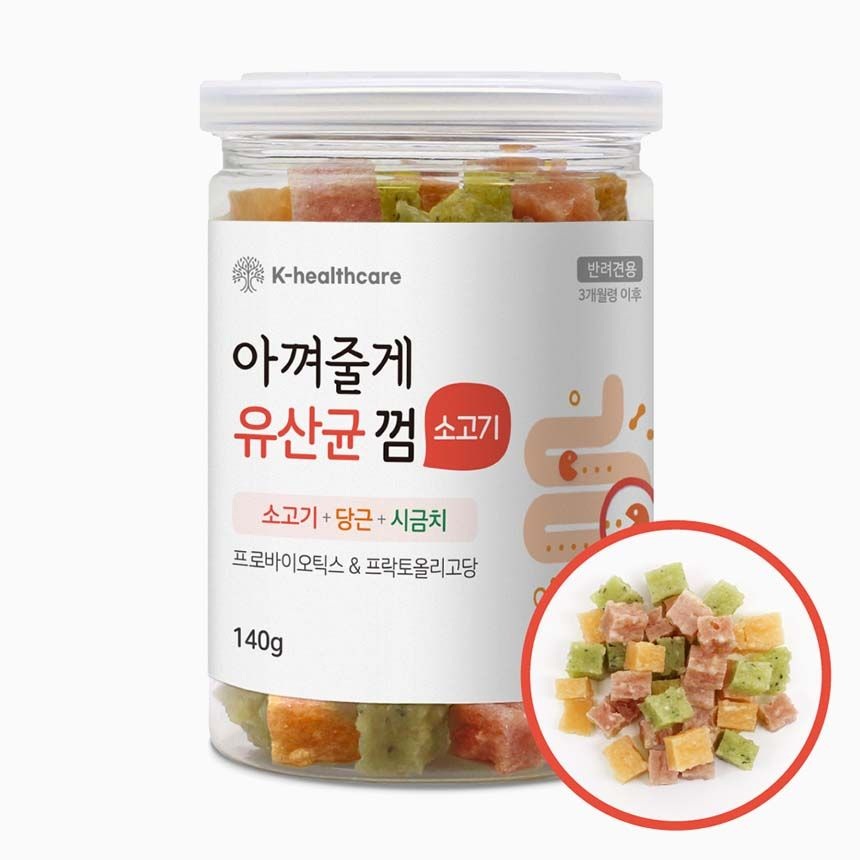 K-healthcare
반려견용
3개월령 이후
아껴줄게
유산균 껌 소고기
소고기+당근+시금치
프로바이오틱스 & 프락토올리고당
140g